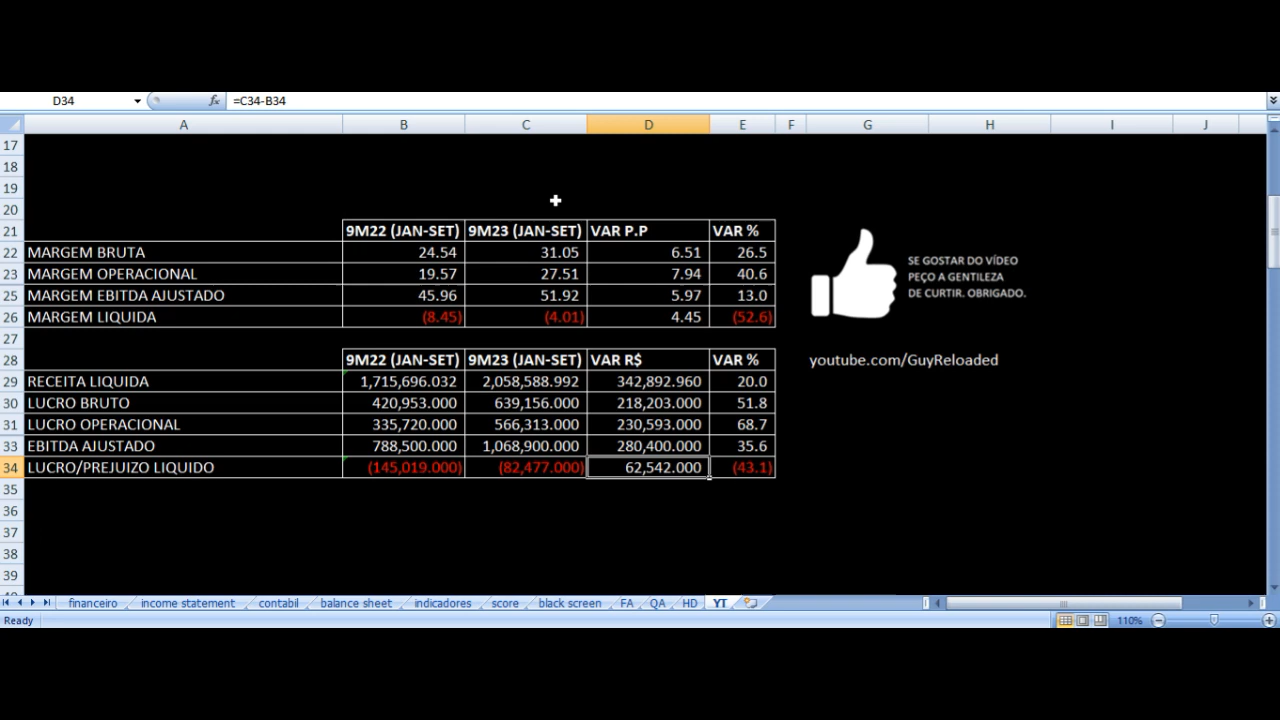 D34 fx =C34-B34
A B C D E F G H I J
17
18
19
20
21 9M22 (JAN-SET) 9M23 (JAN-SET) VAR P.P VAR %
22 MARGEM BRUTA 24.54 31.05 6.51 26.5
23 MARGEM OPERACIONAL 19.57 27.51 7.94 40.6
25 MARGEM EBITDA AJUSTADO 45.96 51.92 5.97 13.0
26 MARGEM LIQUIDA (8.45) (4.01) 4.45 (52.6)
SE GOSTAR DO VÍDEO
PEÇO A GENTILEZA
DE CURTIR. OBRIGADO.
27
28 9M22 (JAN-SET) 9M23 (JAN-SET) VAR R$ VAR % youtube.com/GuyReloaded
29 RECEITA LIQUIDA 1,715,696.032 2,058,588.992 342,892.960 20.0
30 LUCRO BRUTO 420,953.000 639,156.000 218,203.000 51.8
31 LUCRO OPERACIONAL 335,720.000 566,313.000 230,593.000 68.7
33 EBITDA AJUSTADO 788,500.000 1,068,900.000 280,400.000 35.6
34 LUCRO/PREJUIZO LIQUIDO (145,019.000) (82,477.000) 62,542.000 (43.1)
35
36
37
38
39
financeiro income statement contabil balance sheet indicadores score black screen FA QA HD YT
Ready 110%